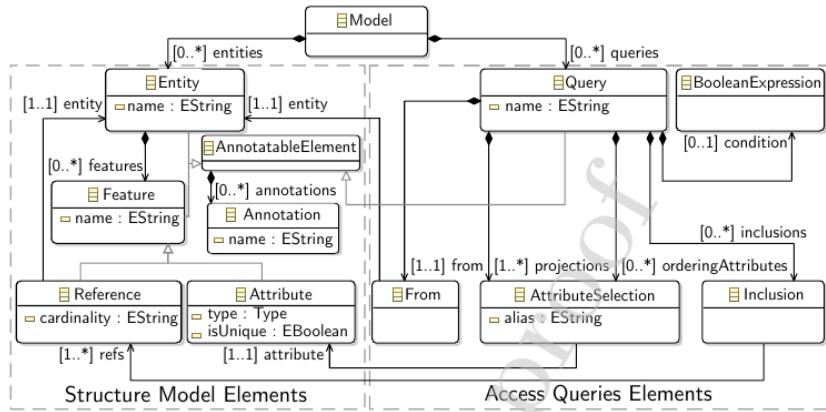 Model
[0..*] entities
[0..*] queries
Entity
name : EString
Query
name : EString
BooleanExpression
[1..1] entity
[1..1] entity
AnnotatableElement
[0..1] condition
[0..*] features
[0..*] annotations
Feature
name : EString
Annotation
name : EString
[0..*] inclusions
[1..1] from
[1..*] projections
[0..*] orderingAttributes
Reference
cardinality : EString
Attribute
type : Type
isUnique : EBoolean
From
AttributeSelection
alias : EString
Inclusion
[1..*] refs
[1..1] attribute
Structure Model Elements
Access Queries Elements
proof